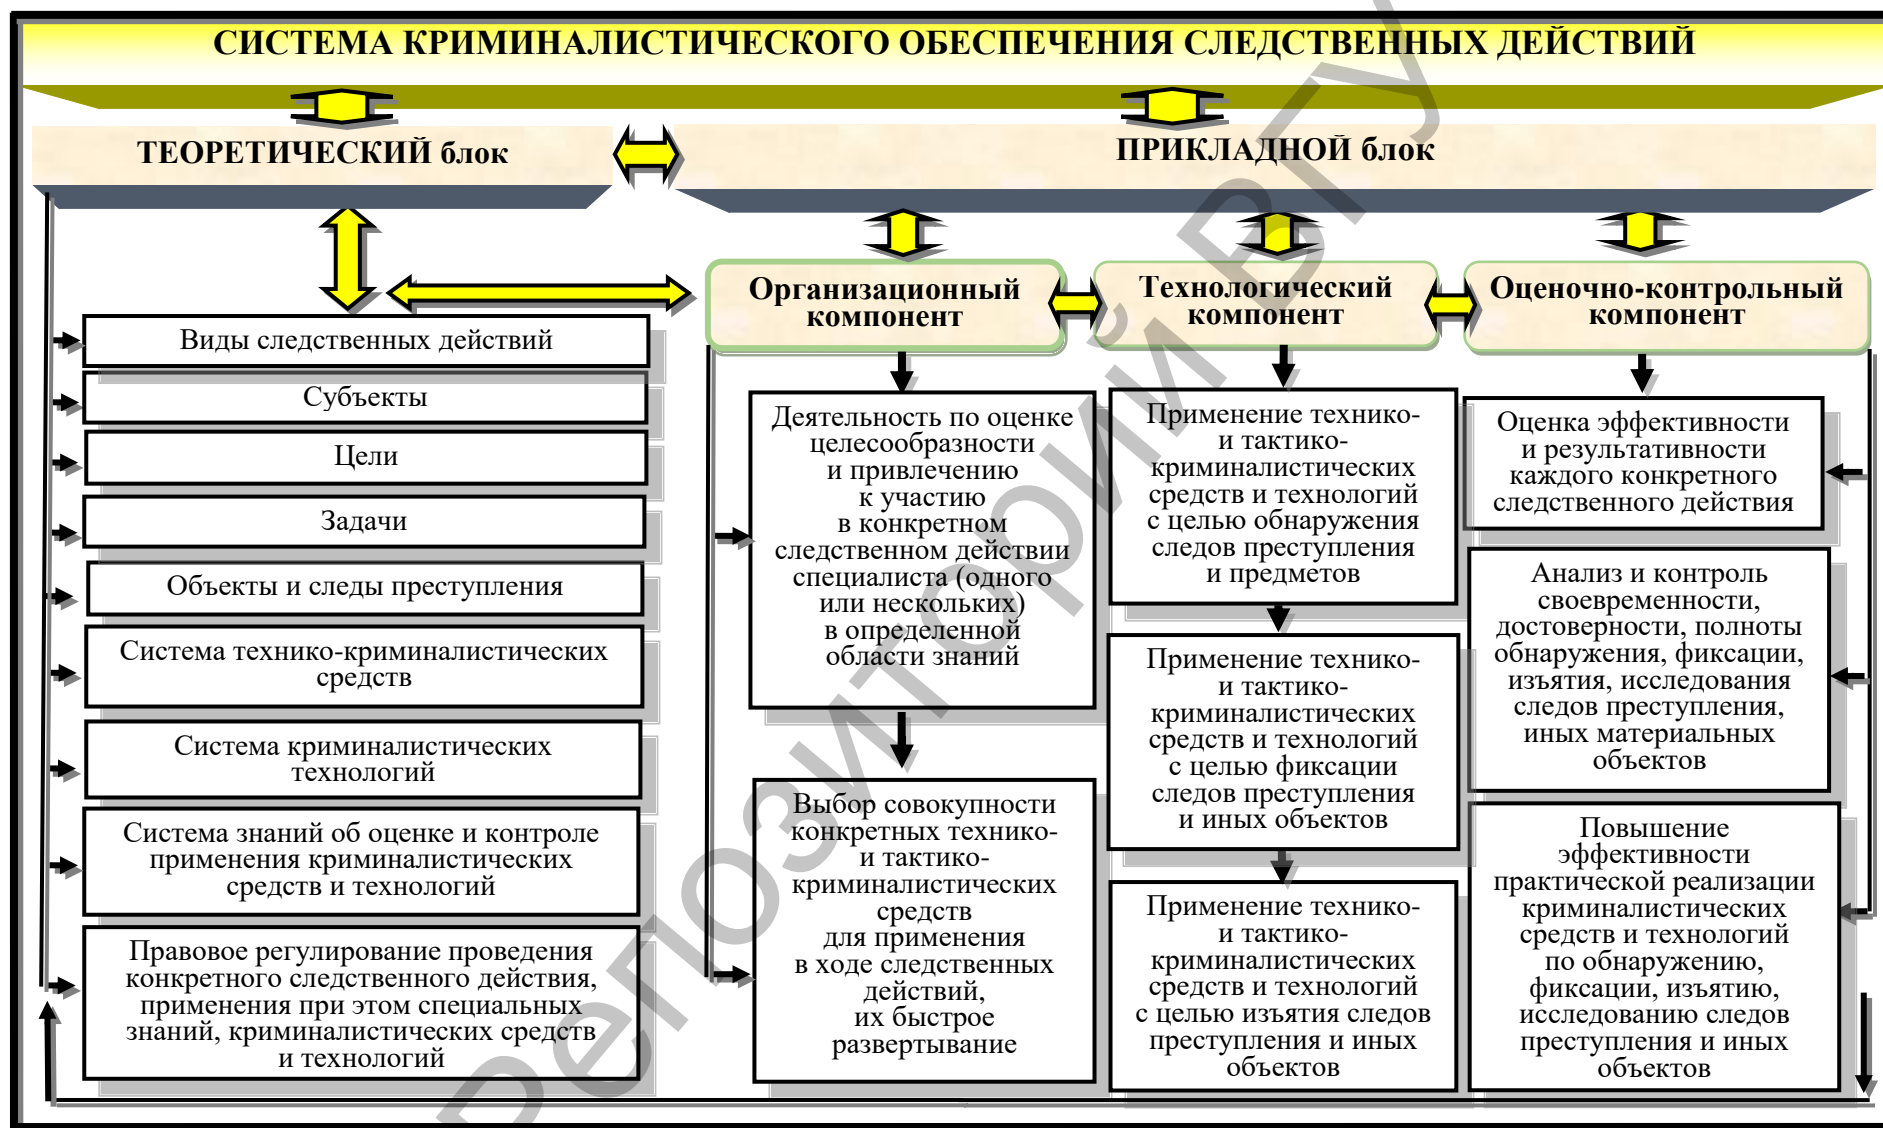 СИСТЕМА КРИМИНАЛИСТИЧЕСКОГО ОБЕСПЕЧЕНИЯ СЛЕДСТВЕННЫХ ДЕЙСТВИЙ
ТЕОРЕТИЧЕСКИЙ блок
ПРИКЛАДНОЙ блок
Виды следственных действий
Субъекты
Цели
Задачи
Объекты и следы преступления
Система технико-криминалистических
средств
Система криминалистических
технологий
Система знаний об оценке и контроле
применения криминалистических
средств и технологий
Правовое регулирование проведения
конкретного следственного действия,
применения при этом специальных
знаний, криминалистических средств
и технологий
Организационный
компонент
Деятельность по оценке
целесообразности
и привлечению
к участию
в конкретном
следственном действии
специалиста (одного
или нескольких)
в определенной
области знаний
Выбор совокупности
конкретных технико-
и тактико-
криминалистических
средств
для применения
в ходе следственных
действий,
их быстрое
развертывание
Технологический
компонент
Применение технико-
и тактико-
криминалистических
средств и технологий
с целью обнаружения
следов преступления
и предметов
Применение технико-
и тактико-
криминалистических
средств и технологий
с целью фиксации
следов преступления
и иных объектов
Применение технико-
и тактико-
криминалистических
средств и технологий
с целью изъятия следов
преступления и иных
объектов
Оценочно-контрольный
компонент
Оценка эффективности
и результативности
каждого конкретного
следственного действия
Анализ и контроль
своевременности,
достоверности, полноты
обнаружения, фиксации,
изъятия, исследования
следов преступления,
иных материальных
объектов
Повышение
эффективности
практической реализации
криминалистических
средств и технологий
по обнаружению,
фиксации, изъятию,
исследованию следов
преступления и иных
объектов
Репозиторий ВГУ